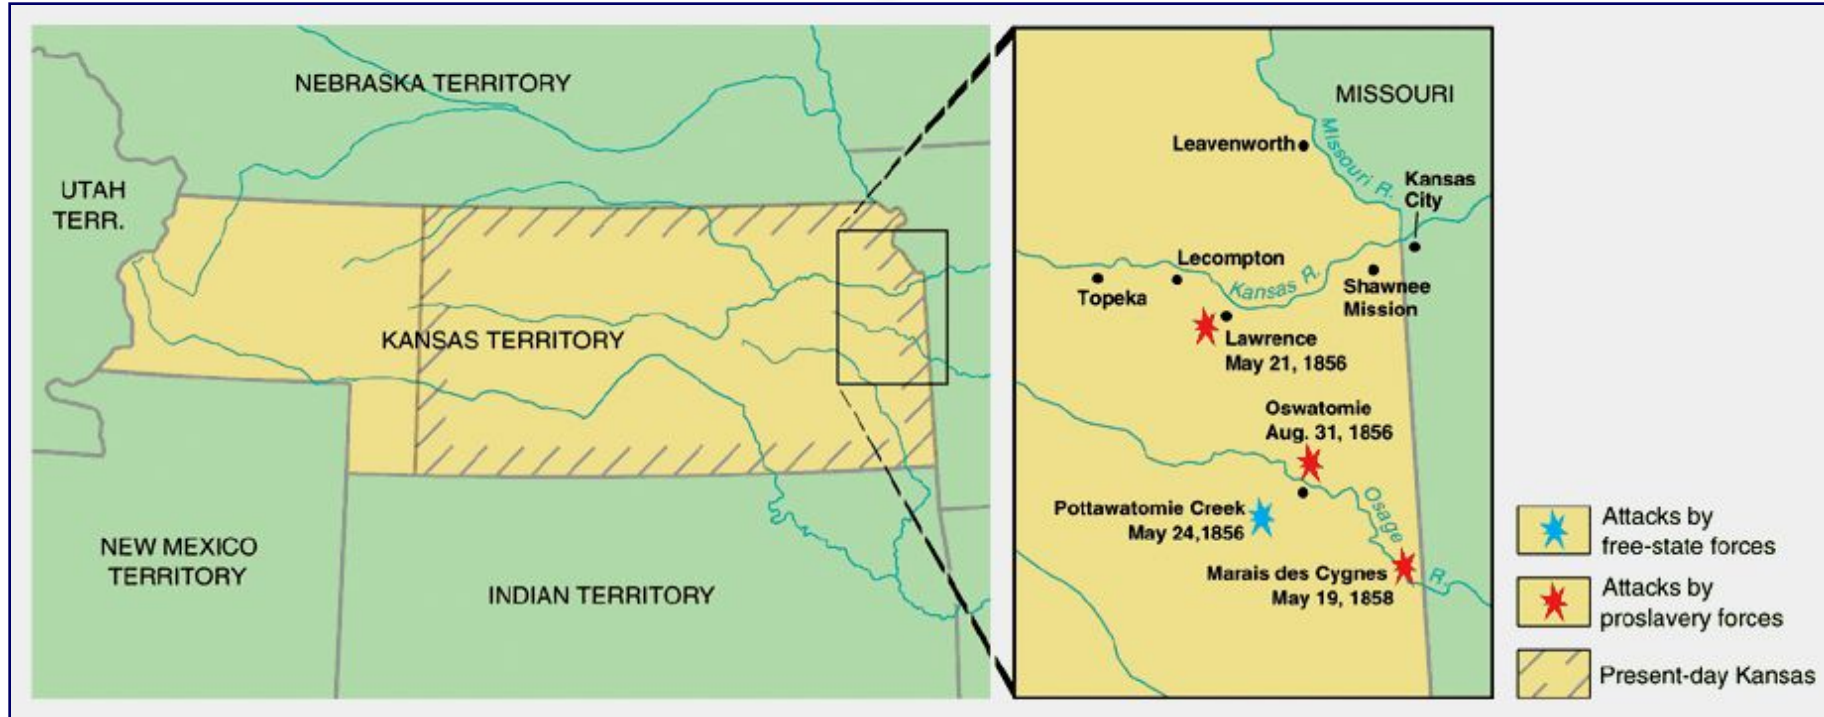 NEBRASKA TERRITORY
UTAH
TERR.
KANSAS TERRITORY
NEW MEXICO
TERRITORY
INDIAN TERRITORY
MISSOURI
Leavenworth
Missouri R.
Kansas
City
Lecompton
Kansas R.
Topeka
Shawnee
Mission
Lawrence
May 21, 1856
Oswatomie
Aug. 31, 1856
Pottawatomie Creek
May 24,1856
Osage R.
Marais des Cygnes
May 19, 1858
Attacks by
free-state forces
Attacks by
proslavery forces
Present-day Kansas